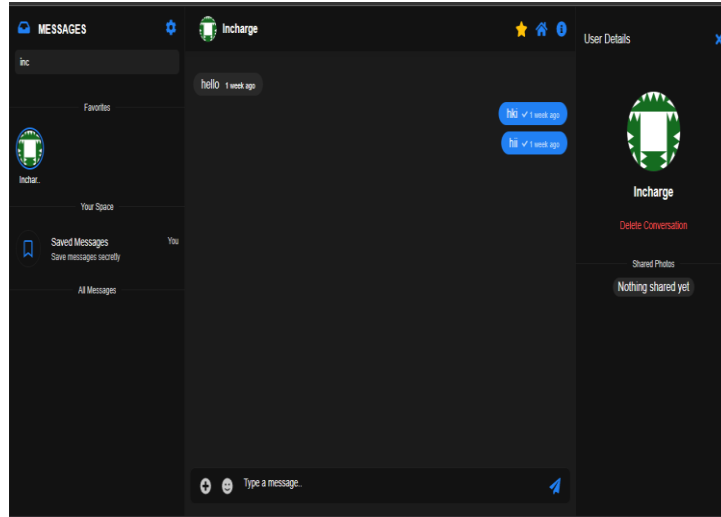 MESSAGES
inc
Favorites
Inchar..
Your Space
Saved Messages You
Save messages secretly
All Messages
Incharge
hello 1 week ago
hki 1 week ago
hii 1 week ago
Type a message..
User Details
Incharge
Delete Conversation
Shared Photos
Nothing shared yet